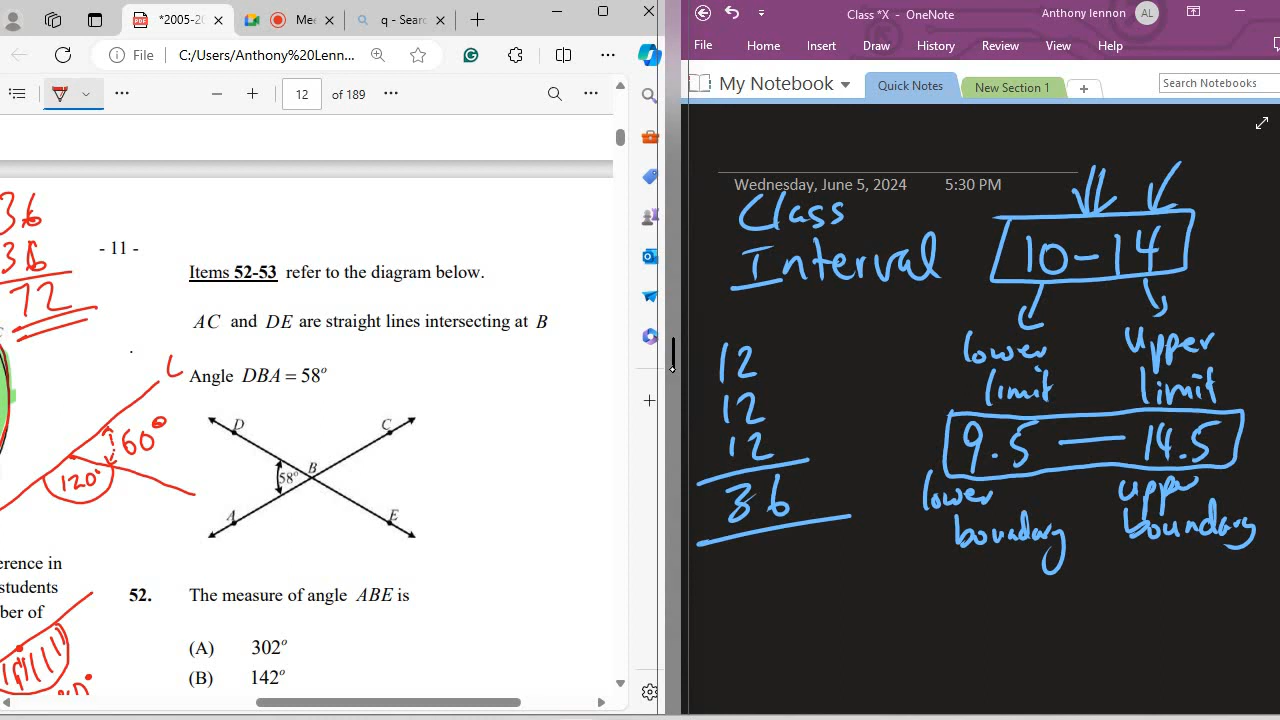 *2005-20
Mee
q - Searc
File
C:/Users/Anthony%20Lenn...
12
of 189
36
36
72
- 11 -
Items 52-53 refer to the diagram below.
AC and DE are straight lines intersecting at B
Angle DBA = 58°
60°
120°
D
C
B
58°
A
E
erence in
students
ber of
52. The measure of angle ABE is
(A) 302°
(B) 142°
Class *X - OneNote
Anthony lennon
AL
File Home Insert Draw History Review View Help
My Notebook
Quick Notes
New Section 1
Search Notebooks
Wednesday, June 5, 2024 5:30 PM
Class
Interval
10 - 14
lower
limit
upper
limit
12
12
12
36
9.5 — 14.5
lower
boundary
upper
boundary